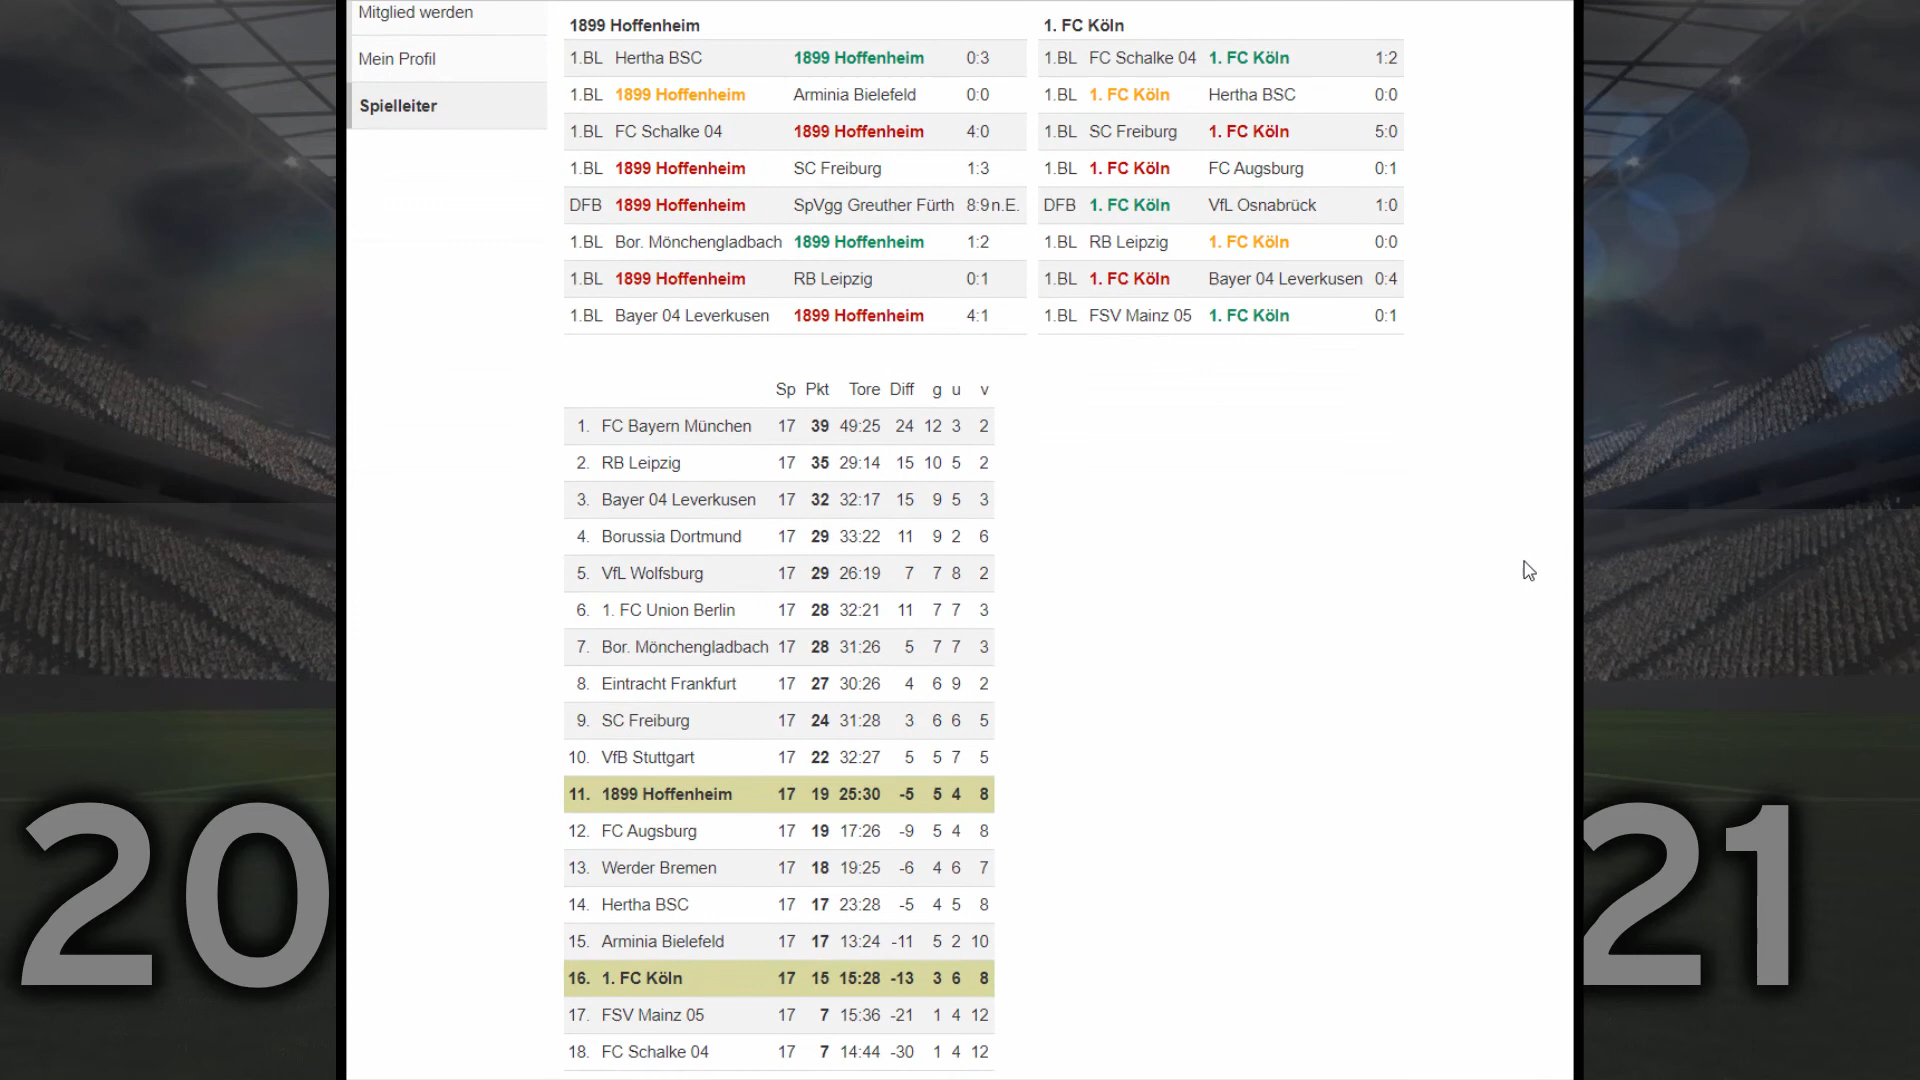 Mitglied werden
Mein Profil
Spielleiter
1899 Hoffenheim
1.BL Hertha BSC 1899 Hoffenheim 0:3
1.BL 1899 Hoffenheim Arminia Bielefeld 0:0
1.BL FC Schalke 04 1899 Hoffenheim 4:0
1.BL 1899 Hoffenheim SC Freiburg 1:3
DFB 1899 Hoffenheim SpVgg Greuther Fürth 8:9 n.E.
1.BL Bor. Mönchengladbach 1899 Hoffenheim 1:2
1.BL 1899 Hoffenheim RB Leipzig 0:1
1.BL Bayer 04 Leverkusen 1899 Hoffenheim 4:1
1. FC Köln
1.BL FC Schalke 04 1. FC Köln 1:2
1.BL 1. FC Köln Hertha BSC 0:0
1.BL SC Freiburg 1. FC Köln 5:0
1.BL 1. FC Köln FC Augsburg 0:1
DFB 1. FC Köln VfL Osnabrück 1:0
1.BL RB Leipzig 1. FC Köln 0:0
1.BL 1. FC Köln Bayer 04 Leverkusen 0:4
1.BL FSV Mainz 05 1. FC Köln 0:1
Sp Pkt Tore Diff g u v
1. FC Bayern München 17 39 49:25 24 12 3 2
2. RB Leipzig 17 35 29:14 15 10 5 2
3. Bayer 04 Leverkusen 17 32 32:17 15 9 5 3
4. Borussia Dortmund 17 29 33:22 11 9 2 6
5. VfL Wolfsburg 17 29 26:19 7 7 8 2
6. 1. FC Union Berlin 17 28 32:21 11 7 7 3
7. Bor. Mönchengladbach 17 28 31:26 5 7 7 3
8. Eintracht Frankfurt 17 27 30:26 4 6 9 2
9. SC Freiburg 17 24 31:28 3 6 6 5
10. VfB Stuttgart 17 22 32:27 5 5 7 5
11. 1899 Hoffenheim 17 19 25:30 -5 5 4 8
12. FC Augsburg 17 19 17:26 -9 5 4 8
13. Werder Bremen 17 18 19:25 -6 4 6 7
14. Hertha BSC 17 17 23:28 -5 4 5 8
15. Arminia Bielefeld 17 17 13:24 -11 5 2 10
16. 1. FC Köln 17 15 15:28 -13 3 6 8
17. FSV Mainz 05 17 7 15:36 -21 1 4 12
18. FC Schalke 04 17 7 14:44 -30 1 4 12
20
21